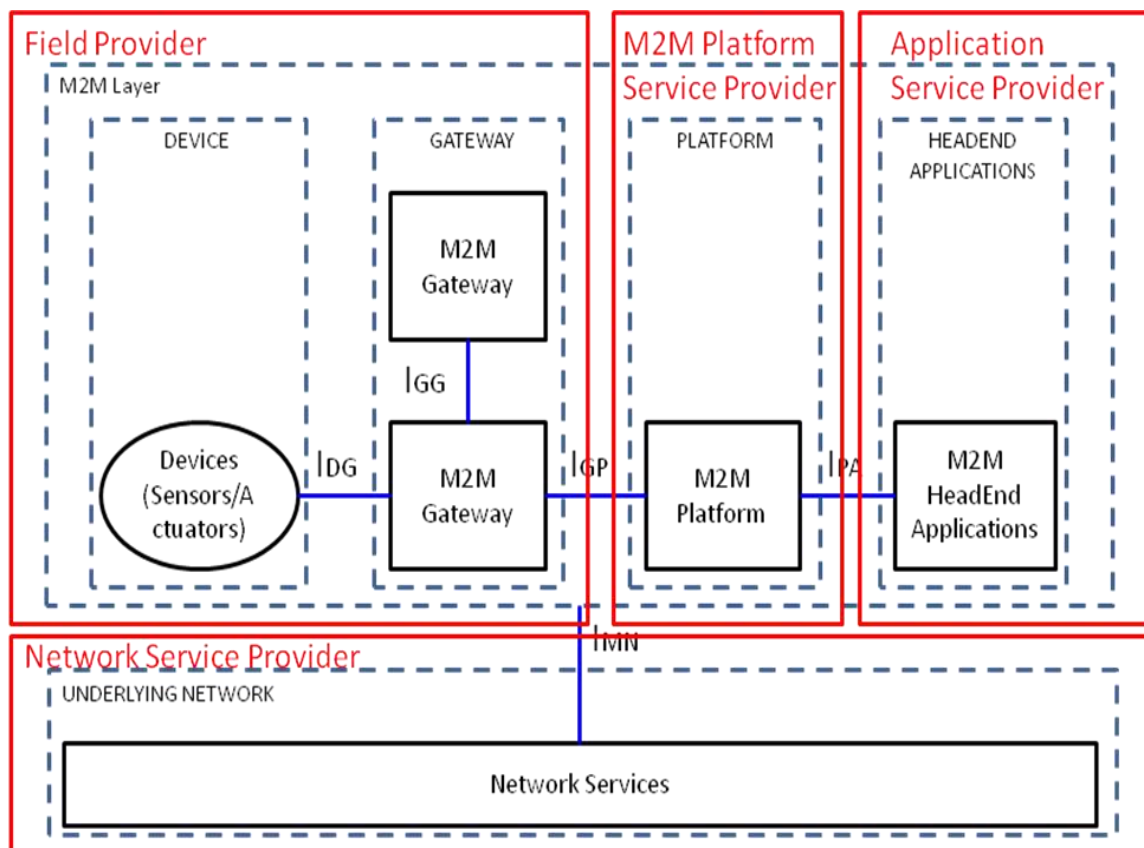 Field Provider
M2M Platform
Service Provider
Application
Service Provider
M2M Layer
DEVICE
GATEWAY
PLATFORM
HEADEND
APPLICATIONS
M2M
Gateway
IGG
Devices
(Sensors/A
ctuators)
IDG
M2M
Gateway
IGP
M2M
Platform
IPA
M2M
HeadEnd
Applications
IMN
Network Service Provider
UNDERLYING NETWORK
Network Services